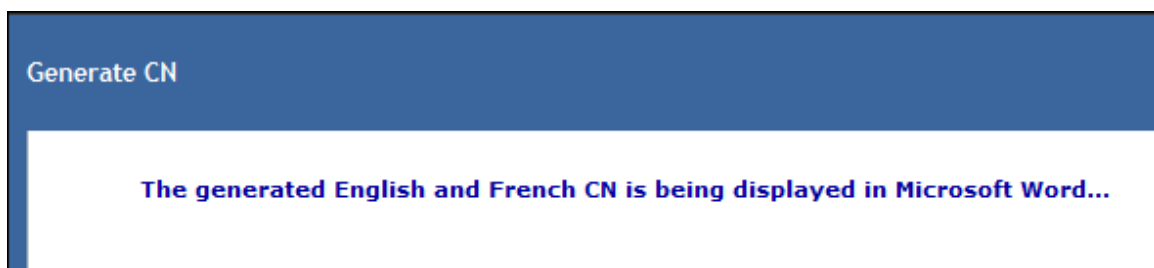 Generate CN
The generated English and French CN is being displayed in Microsoft Word...